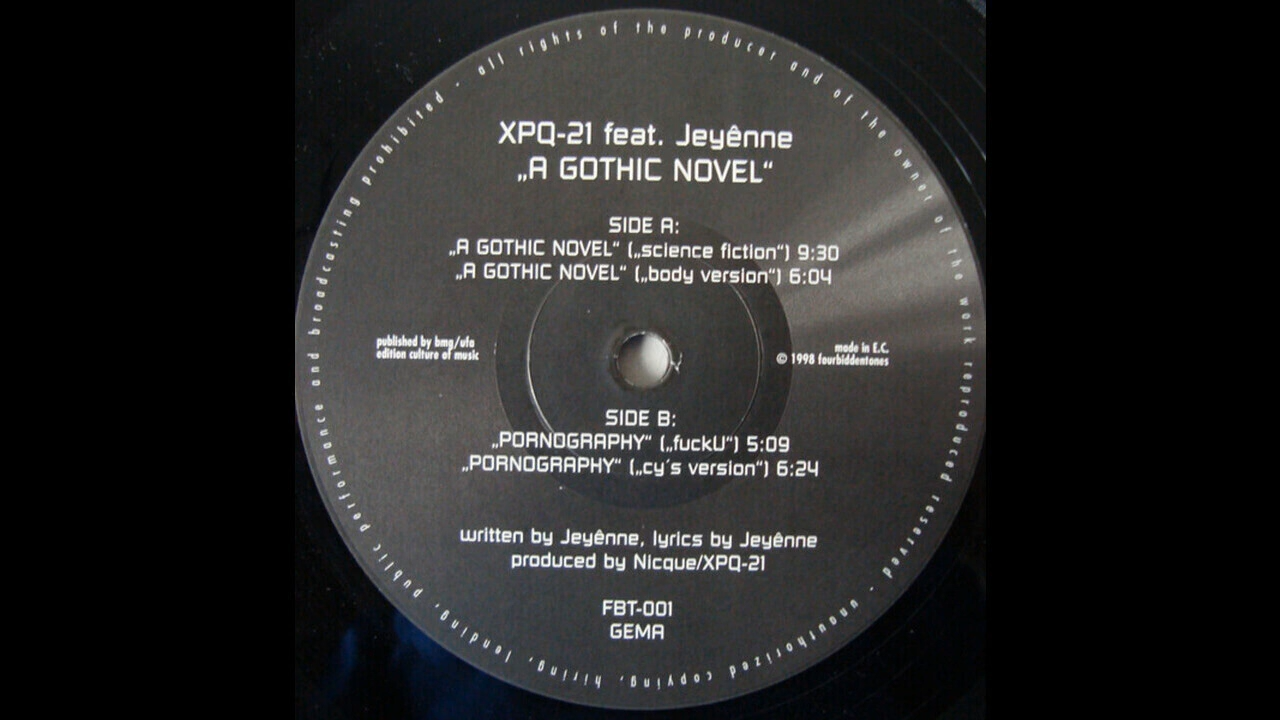 all rights of the producer and of the owner of the work reproduced reserved - unauthorized copying, hiring, lending, public performance and broadcasting prohibited -
XPQ-21 feat. Jeyênne
„A GOTHIC NOVEL“
SIDE A:
„A GOTHIC NOVEL“ („science fiction“) 9:30
„A GOTHIC NOVEL“ („body version“) 6:04
published by bmg/ufa
edition culture of music
made in E.C.
© 1998 fourbiddentones
SIDE B:
„PORNOGRAPHY“ („fuckU“) 5:09
„PORNOGRAPHY“ („cy´s version“) 6:24
written by Jeyênne, lyrics by Jeyênne
produced by Nicque/XPQ-21
FBT-001
GEMA